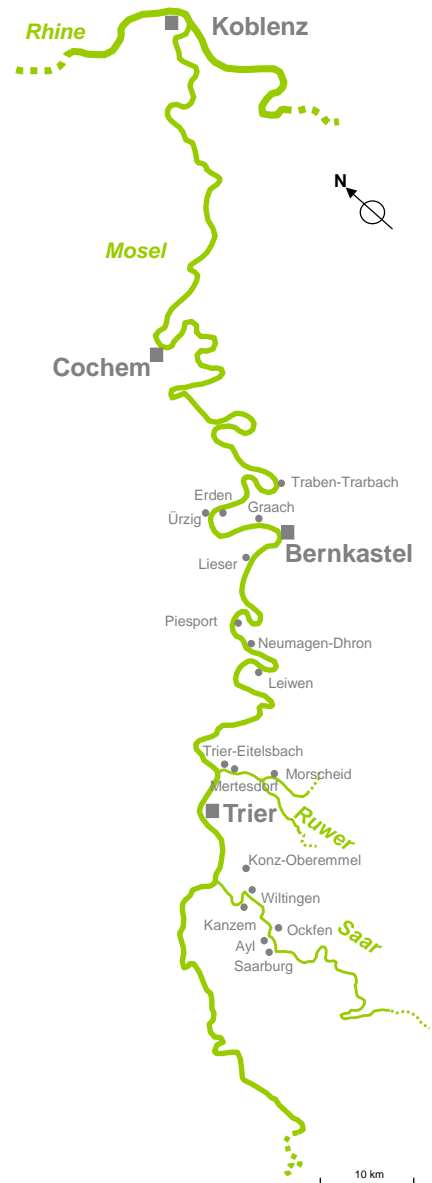 Koblenz
Rhine
N
Mosel
Cochem
Traben-Trarbach
Erden
Graach
Ürzig
Bernkastel
Lieser
Piesport
Neumagen-Dhron
Leiwen
Trier-Eitelsbach
Morscheid
Mertesdorf
Trier
Ruwer
Konz-Oberemmel
Wiltingen
Kanzem
Ockfen
Saar
Ayl
Saarburg
10 km